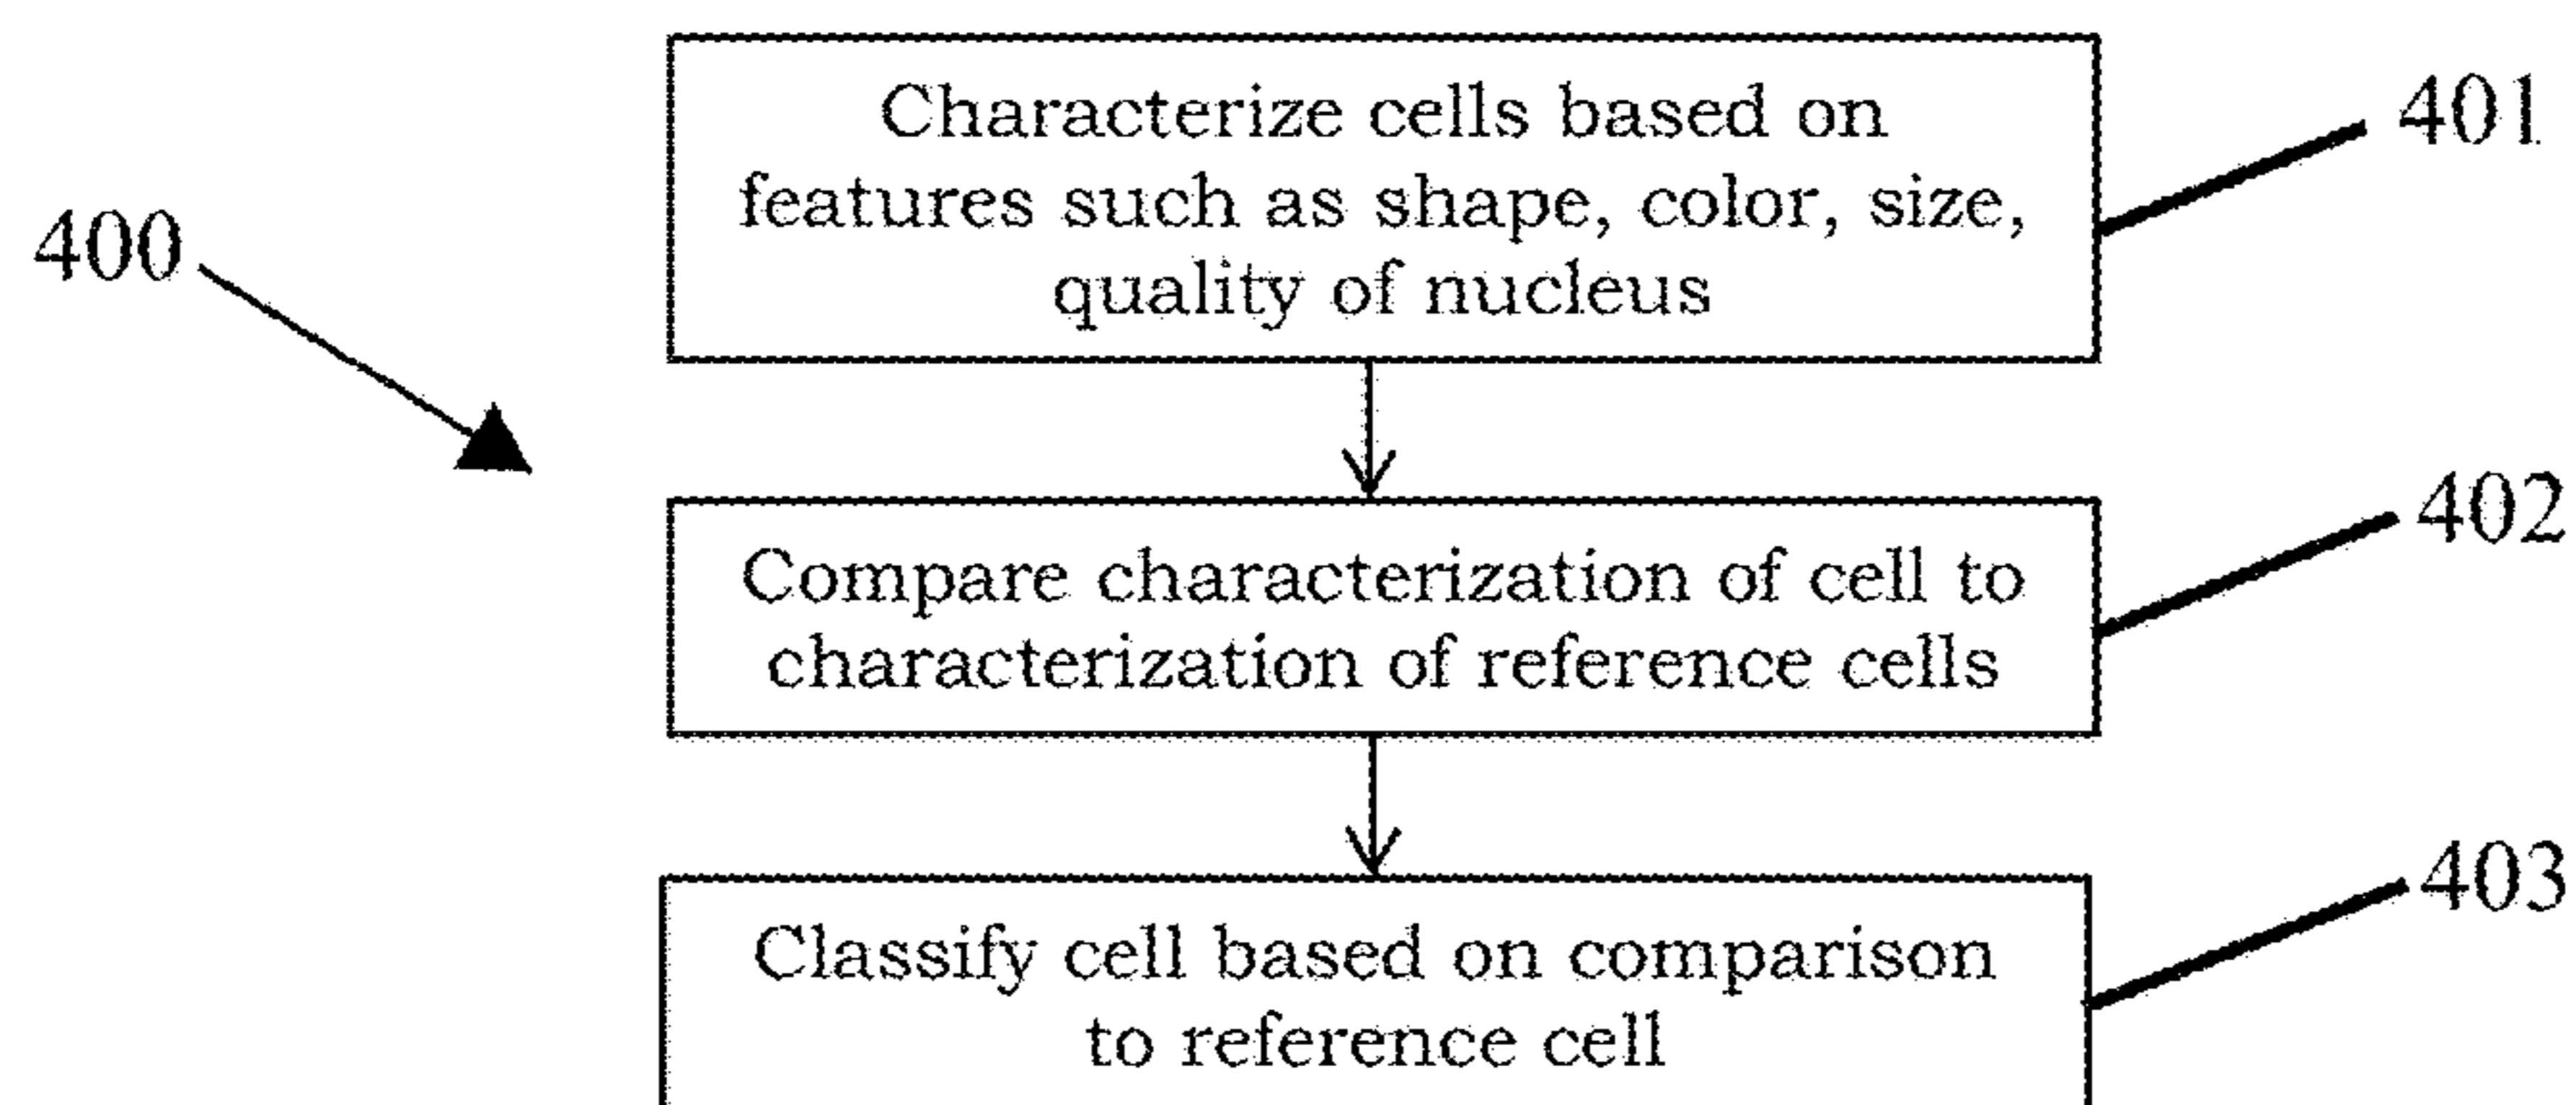 Characterize cells based on
features such as shape, color, size,
quality of nucleus
401
400
Compare characterization of cell to
characterization of reference cells
402
Classify cell based on comparison
to reference cell
403